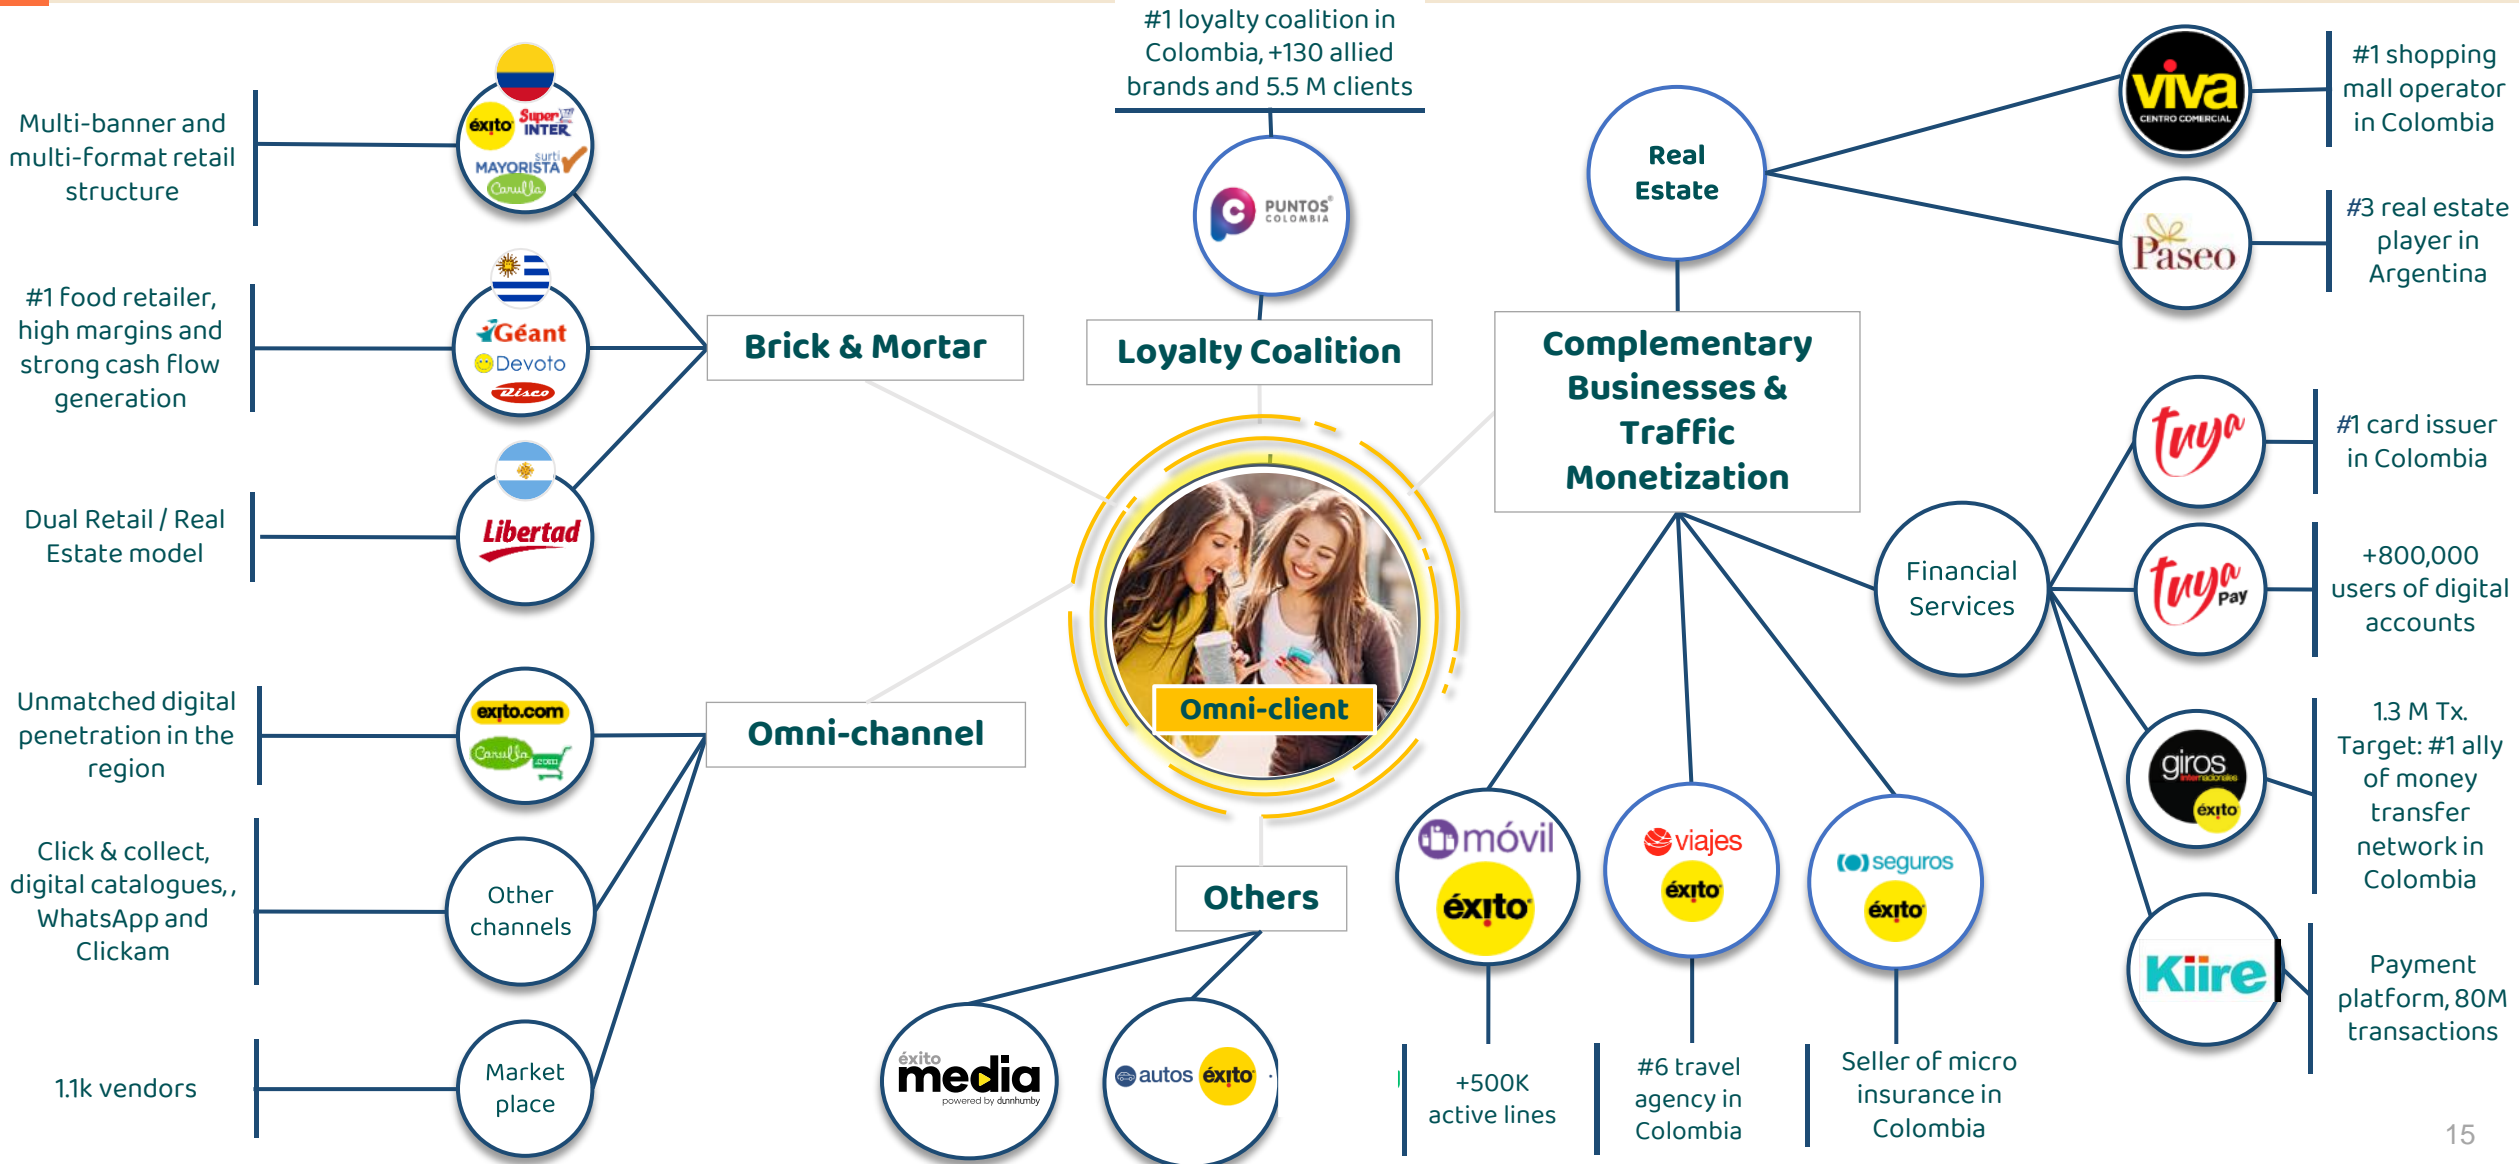 #1 loyalty coalition in
Colombia, +130 allied
brands and 5.5 M clients
PUNTOS
COLOMBIA
Loyalty Coalition
Multi-banner and
multi-format retail
structure
éxito
Super
INTER
surti
MAYORISTA
Carulla
#1 food retailer,
high margins and
strong cash flow
generation
Géant
Devoto
Disco
Dual Retail / Real
Estate model
Libertad
Brick & Mortar
Unmatched digital
penetration in the
region
exito.com
Carulla
.com
Click & collect,
digital catalogues, ,
WhatsApp and
Clickam
Other
channels
1.1k vendors
Market
place
Omni-channel
Omni-client
Others
éxito
media
powered by dunnhumby
autos éxito
Complementary
Businesses &
Traffic
Monetization
Real
Estate
viva
CENTRO COMERCIAL
#1 shopping
mall operator
in Colombia
Paseo
#3 real estate
player in
Argentina
Financial
Services
tuya
#1 card issuer
in Colombia
tuya
Pay
+800,000
users of digital
accounts
giros
internacionales
éxito
1.3 M Tx.
Target: #1 ally
of money
transfer
network in
Colombia
Kiire
Payment
platform, 80M
transactions
móvil
éxito
+500K
active lines
viajes
éxito
#6 travel
agency in
Colombia
seguros
éxito
Seller of micro
insurance in
Colombia
15